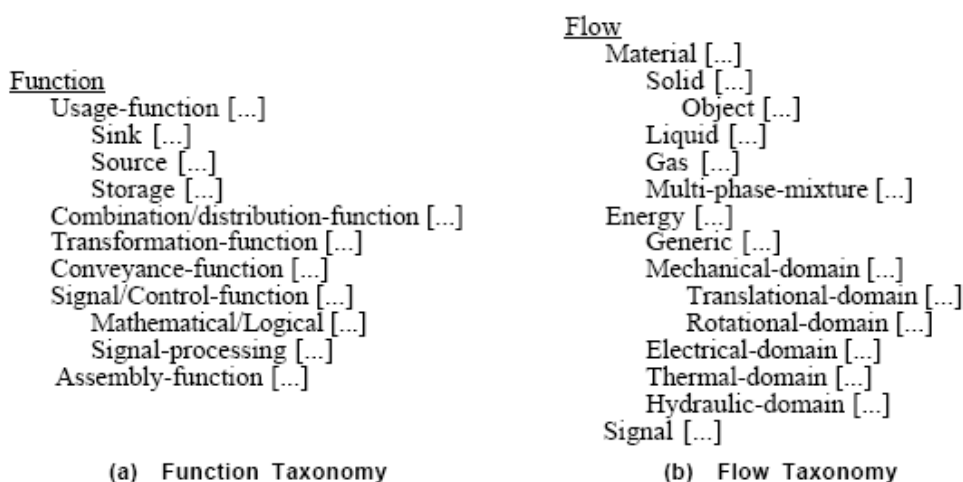 Function
Usage-function [...]
Sink [...]
Source [...]
Storage [...]
Combination/distribution-function [...]
Transformation-function [...]
Conveyance-function [...]
Signal/Control-function [...]
Mathematical/Logical [...]
Signal-processing [...]
Assembly-function [...]
(a) Function Taxonomy
Flow
Material [...]
Solid [...]
Object [...]
Liquid [...]
Gas [...]
Multi-phase-mixture [...]
Energy [...]
Generic [...]
Mechanical-domain [...]
Translational-domain [...]
Rotational-domain [...]
Electrical-domain [...]
Thermal-domain [...]
Hydraulic-domain [...]
Signal [...]
(b) Flow Taxonomy